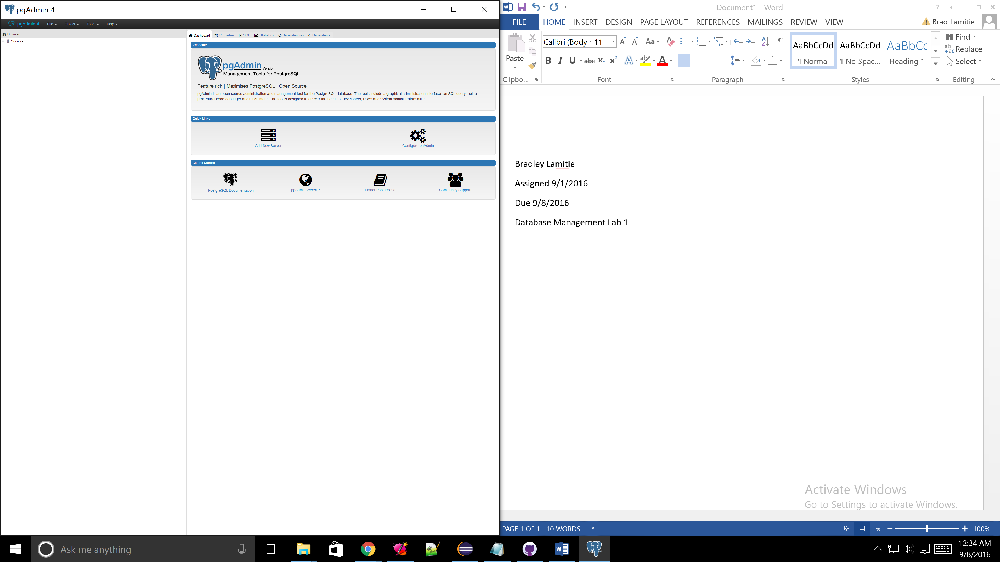 pgAdmin 4
pgAdmin 4 File Object Tools Help
Browser
Servers
Dashboard Properties SQL Statistics Dependencies Dependents
Welcome
pgAdmin Version 4
Management Tools for PostgreSQL
Feature rich | Maximises PostgreSQL | Open Source
pgAdmin is an open source administration and management tool for the PostgreSQL database. The tools include a graphical administration interface, an SQL query tool, a
procedural code debugger and much more. The tool is designed to answer the needs of developers, DBAs and system administrators alike.
Quick Links
Add New Server Configure pgAdmin
Getting Started
PostgreSQL Documentation pgAdmin Website Planet PostgreSQL Community Support
Document1 - Word
FILE HOME INSERT DESIGN PAGE LAYOUT REFERENCES MAILINGS REVIEW VIEW Brad Lamitie
Calibri (Body 11 Aa
Paste
B I U abc X₂ X² A ab A
AaBbCcDd AaBbCcDd AaBbCc
¶ Normal ¶ No Spac... Heading 1
Find
Replace
Select
Clipbo... Font Paragraph Styles Editing
Bradley Lamitie
Assigned 9/1/2016
Due 9/8/2016
Database Management Lab 1
Activate Windows
Go to Settings to activate Windows.
PAGE 1 OF 1 10 WORDS 100%
Ask me anything
12:34 AM
9/8/2016